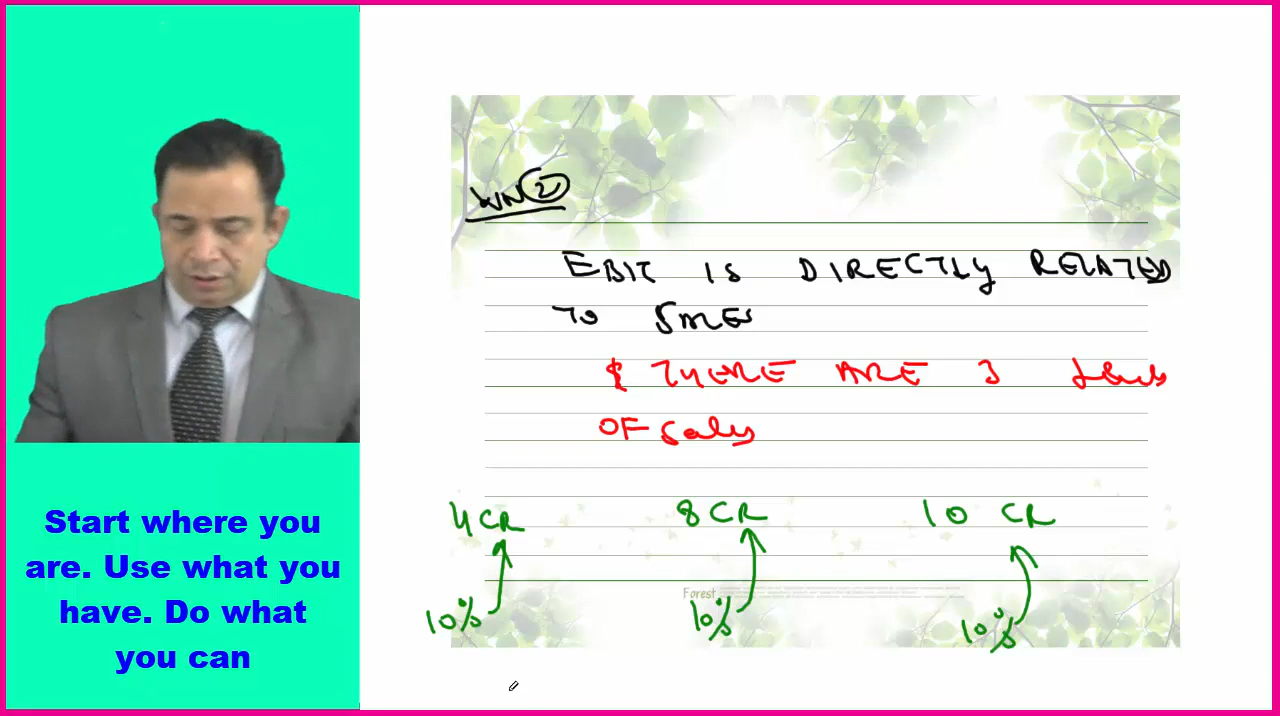 WN 2
EBIT IS DIRECTLY RELATED
TO SALES
& THERE ARE 3 levels
OF Sales
4 CR 8 CR 10 CR
10% 10% 10%
Forest
Start where you
are. Use what you
have. Do what
you can